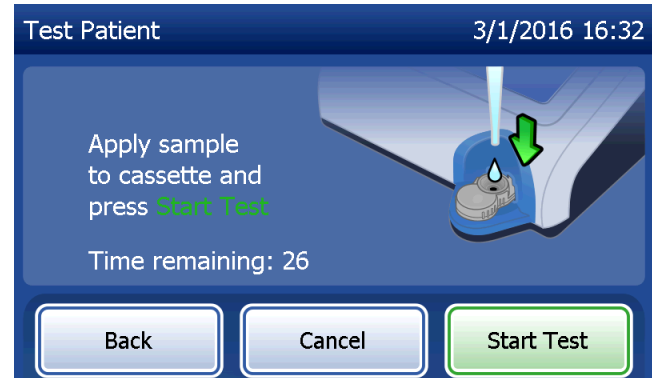 Test Patient 3/1/2016 16:32
Apply sample
to cassette and
press Start Test
Time remaining: 26
Back Cancel Start Test